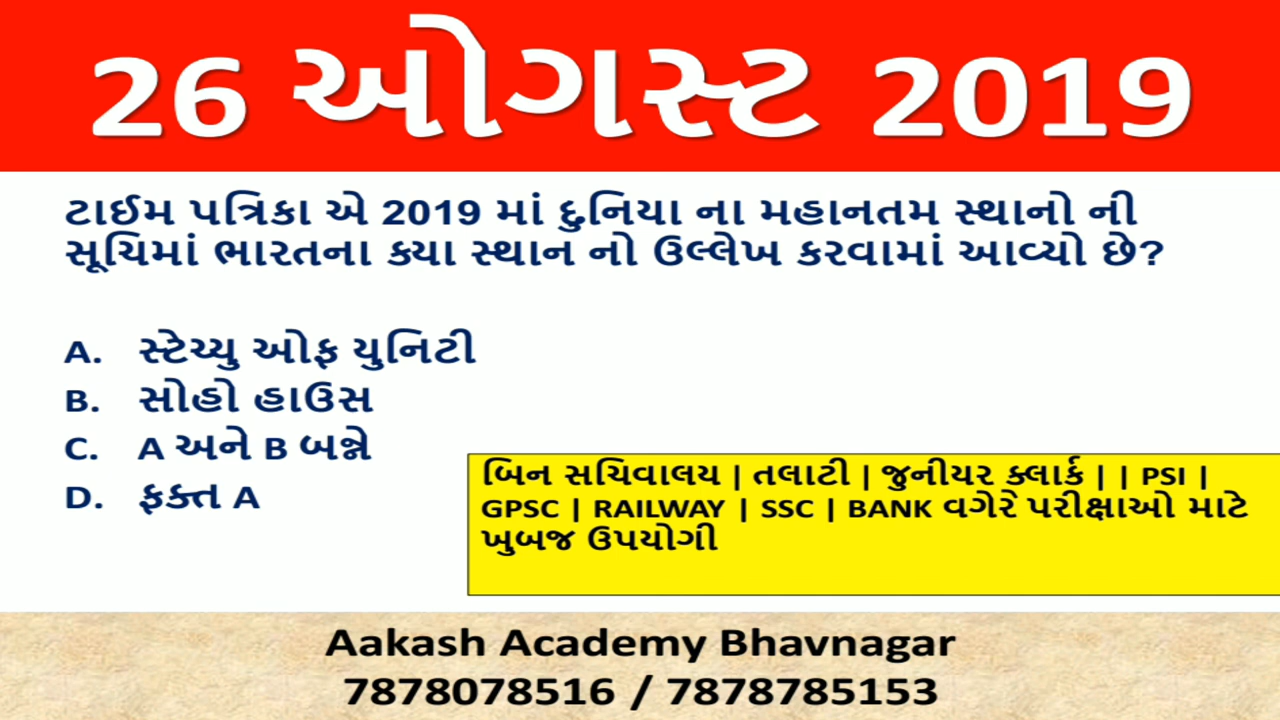 26 ઓગસ્ટ 2019
ટાઈમ પત્રિકા એ 2019 માં દુનિયા ના મહાનતમ સ્થાનો ની
સૂચિમાં ભારતના ક્યા સ્થાન નો ઉલ્લેખ કરવામાં આવ્યો છે?
A. સ્ટેચ્યુ ઓફ યુનિટી
B. સોહો હાઉસ
C. A અને B બન્ને
D. ફક્ત A
બિન સચિવાલય | તલાટી | જુનીયર ક્લાર્ક | | PSI |
GPSC | RAILWAY | SSC | BANK વગેરે પરીક્ષાઓ માટે
ખુબજ ઉપયોગી
Aakash Academy Bhavnagar
7878078516 / 7878785153